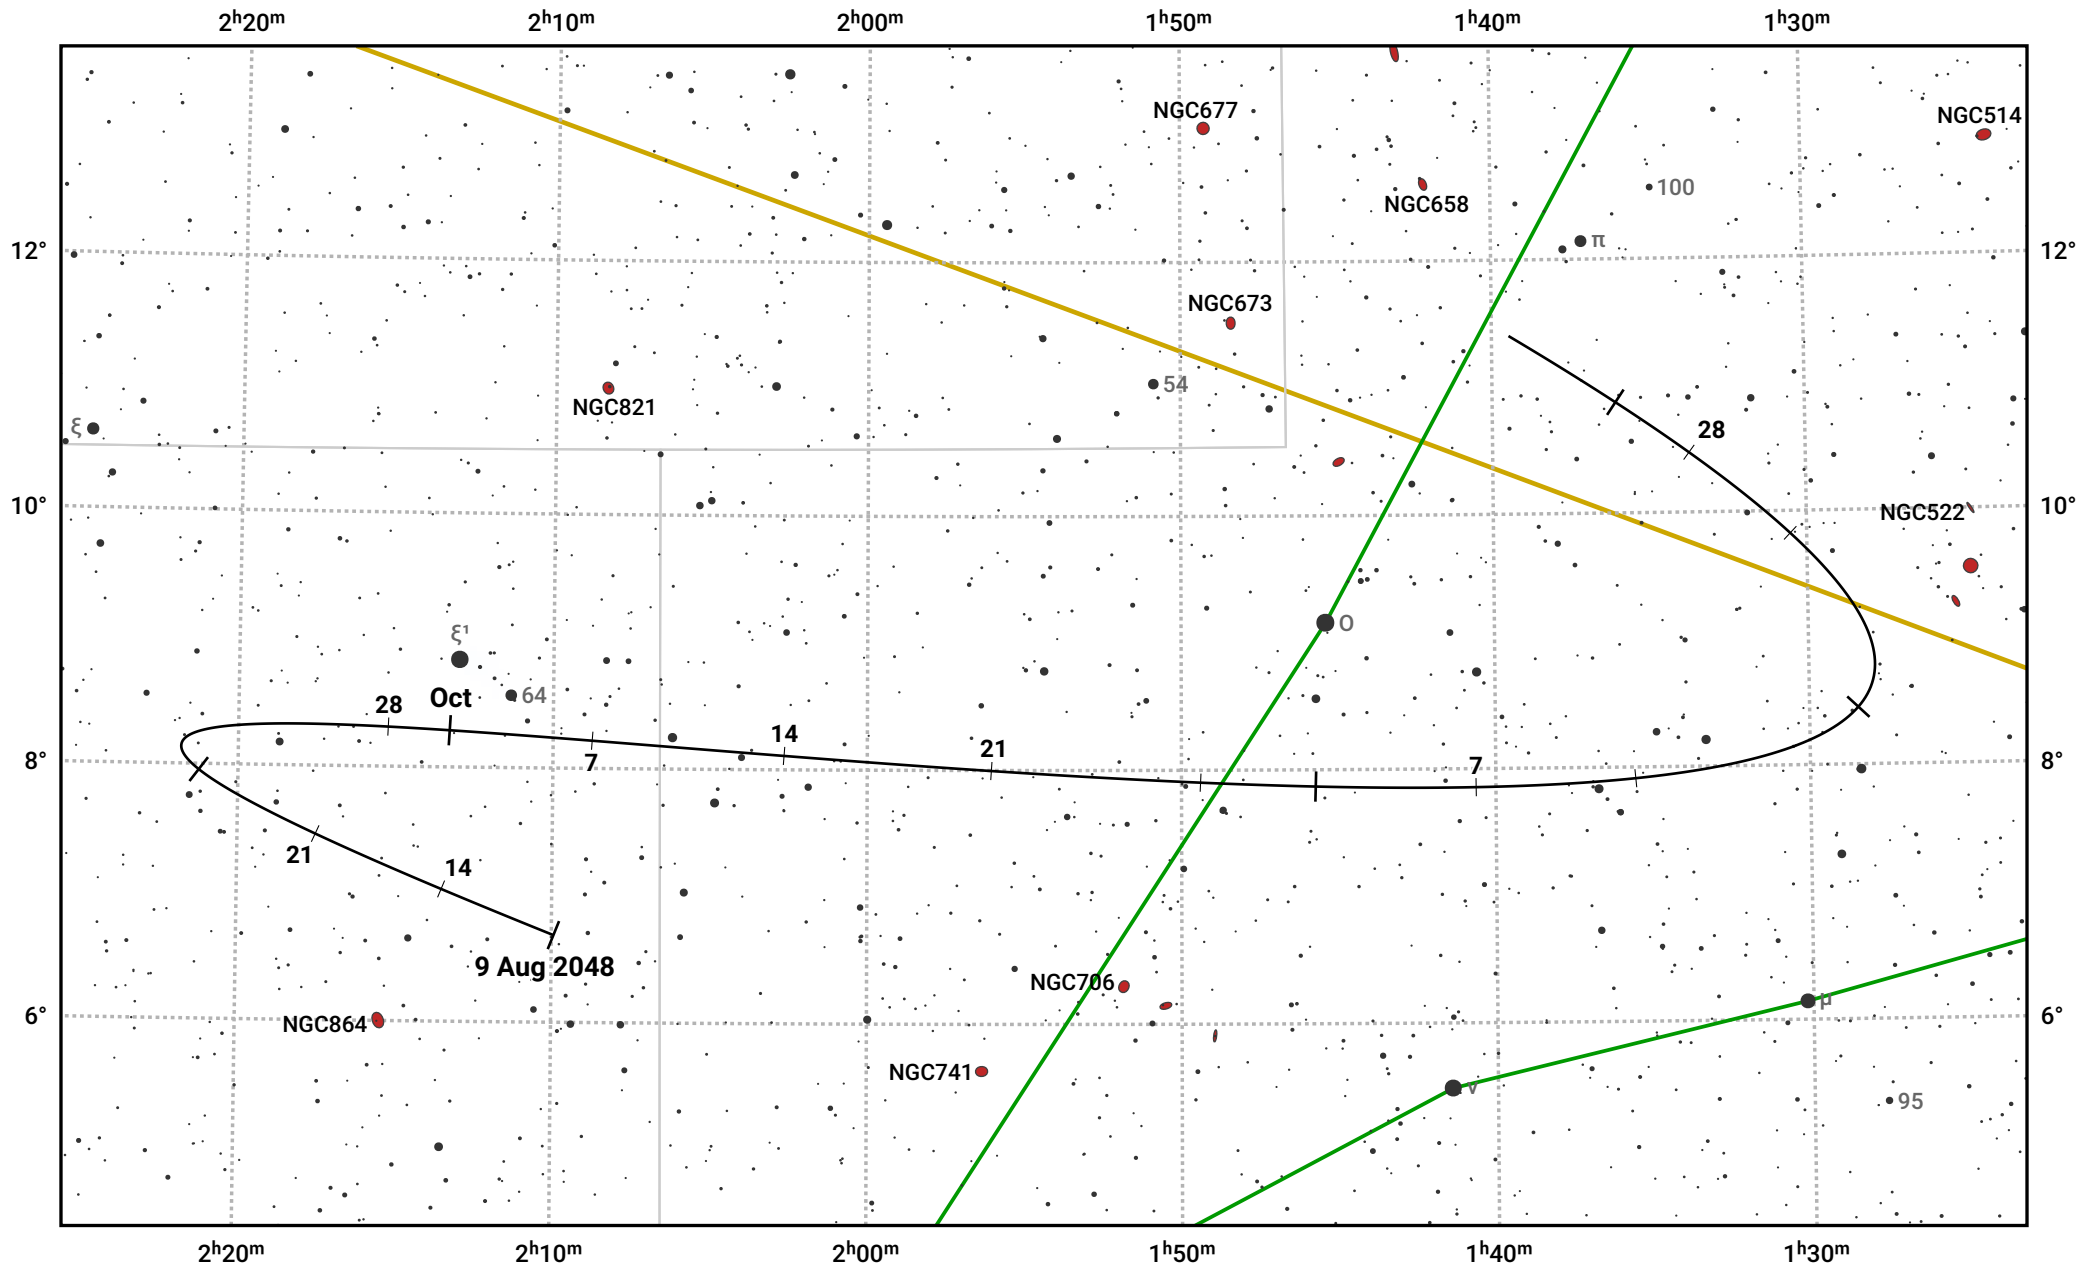 2ʰ20ᵐ 2ʰ10ᵐ 2ʰ00ᵐ 1ʰ50ᵐ 1ʰ40ᵐ 1ʰ30ᵐ
NGC677
NGC514
100
NGC658
π
12° 12°
NGC673
54
NGC821
ξ
28
10° 10°
NGC522
ο
ξ¹
64
Oct
28
14
21
8° 8°
7
7
21
14
9 Aug 2048
NGC706
μ
6° 6°
NGC864
NGC741
ν
95
2ʰ20ᵐ 2ʰ10ᵐ 2ʰ00ᵐ 1ʰ50ᵐ 1ʰ40ᵐ 1ʰ30ᵐ